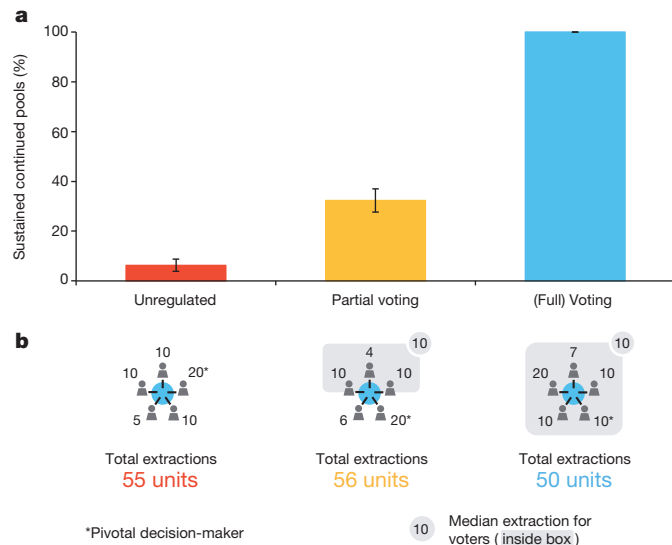 a
Sustained continued pools (%)
100
80
60
40
20
0
Unregulated
Partial voting
(Full) Voting
b
10
10
20*
5
10
Total extractions
55 units
10
4
10
10
6
20*
Total extractions
56 units
10
7
20
10
10
10*
Total extractions
50 units
*Pivotal decision-maker
10
Median extraction for
voters ( inside box )